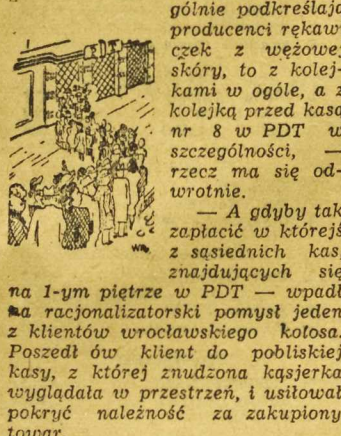 gólnie podkreślają
producenci rękaw-
czek z wężowej
skóry, to z kolej-
kami w ogóle, a z
kolejką przed kasą
nr 8 w PDT w
szczególności, —
rzecz ma się od-
wrotnie.
— A gdyby tak
zapłacić w którejś
z sąsiednich kas,
znajdujących się
na 1-ym piętrze w PDT — wpadł
na racjonalizatorski pomysł jeden
z klientów wrocławskiego kolosa.
Poszedł ów klient do pobliskiej
kasy, z której znudzona kąsjerka
wyglądała w przestrzeń, i usiłował
pokryć należność za zakupiony
towar